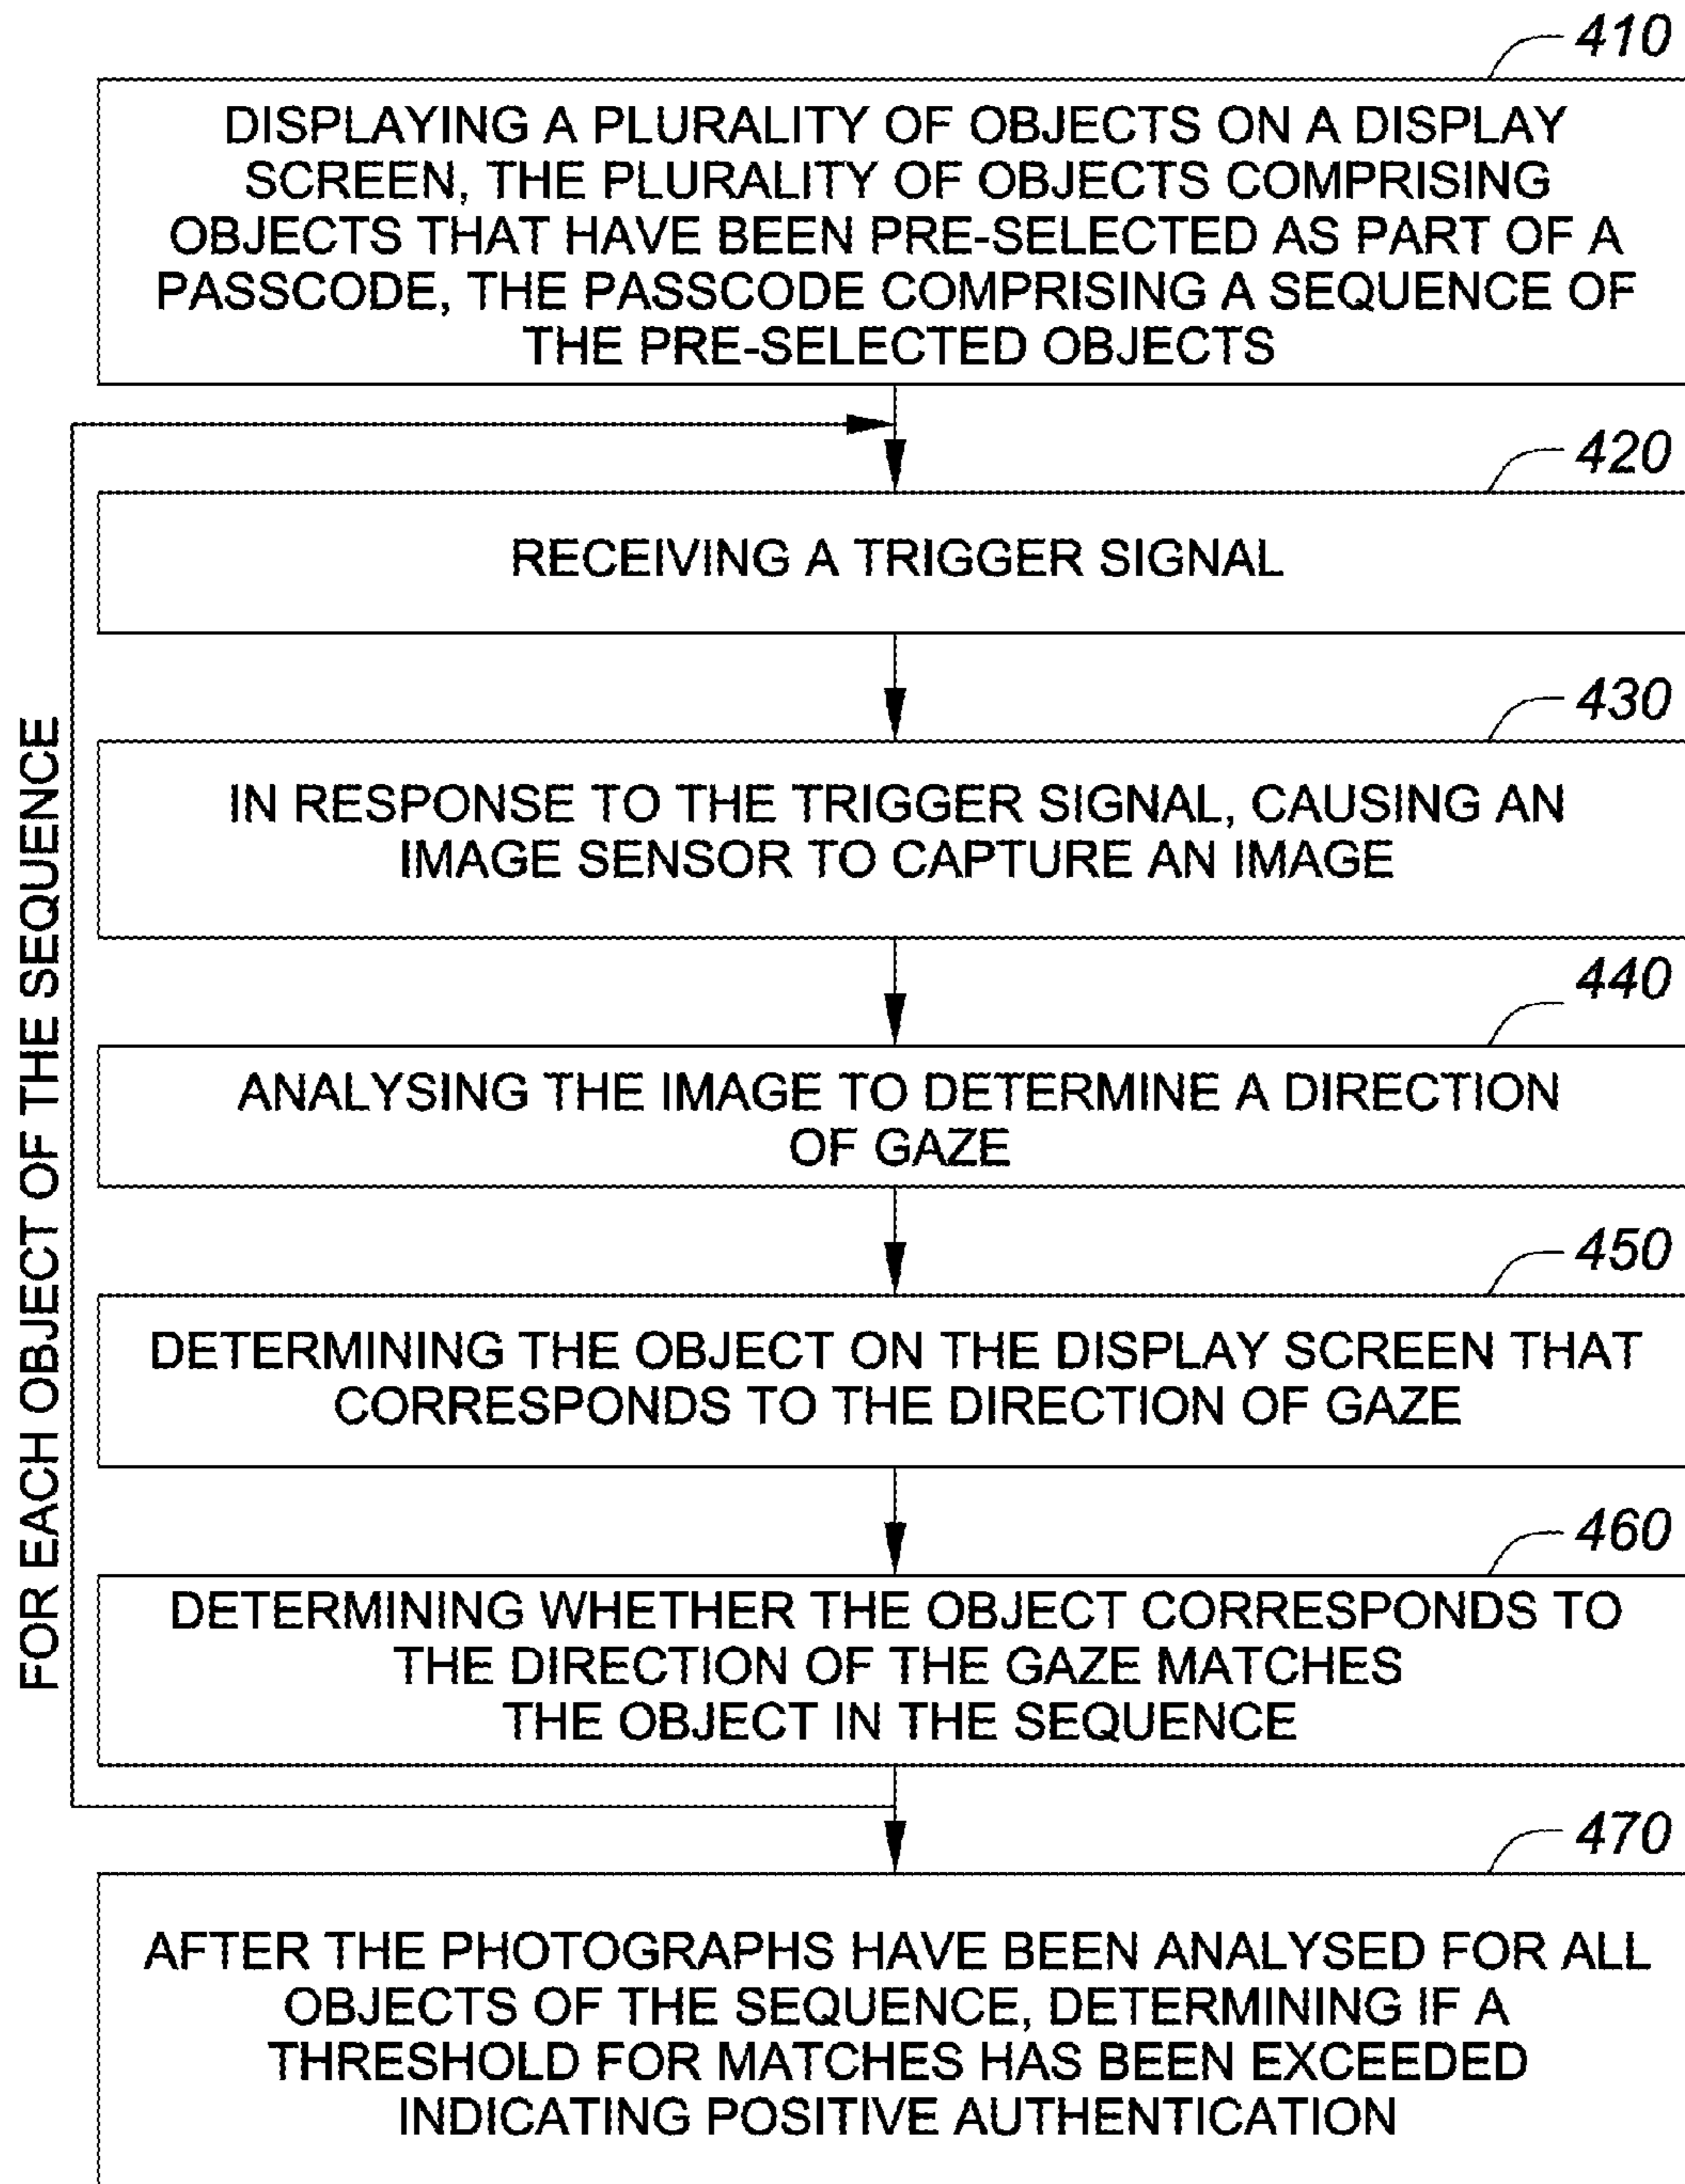 410
DISPLAYING A PLURALITY OF OBJECTS ON A DISPLAY
SCREEN, THE PLURALITY OF OBJECTS COMPRISING
OBJECTS THAT HAVE BEEN PRE-SELECTED AS PART OF A
PASSCODE, THE PASSCODE COMPRISING A SEQUENCE OF
THE PRE-SELECTED OBJECTS
FOR EACH OBJECT OF THE SEQUENCE
420
RECEIVING A TRIGGER SIGNAL
430
IN RESPONSE TO THE TRIGGER SIGNAL, CAUSING AN
IMAGE SENSOR TO CAPTURE AN IMAGE
440
ANALYSING THE IMAGE TO DETERMINE A DIRECTION
OF GAZE
450
DETERMINING THE OBJECT ON THE DISPLAY SCREEN THAT
CORRESPONDS TO THE DIRECTION OF GAZE
460
DETERMINING WHETHER THE OBJECT CORRESPONDS TO
THE DIRECTION OF THE GAZE MATCHES
THE OBJECT IN THE SEQUENCE
470
AFTER THE PHOTOGRAPHS HAVE BEEN ANALYSED FOR ALL
OBJECTS OF THE SEQUENCE, DETERMINING IF A
THRESHOLD FOR MATCHES HAS BEEN EXCEEDED
INDICATING POSITIVE AUTHENTICATION